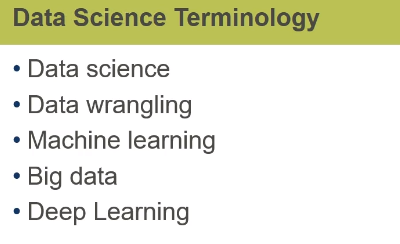 Data Science Terminology
• Data science
• Data wrangling
• Machine learning
• Big data
• Deep Learning